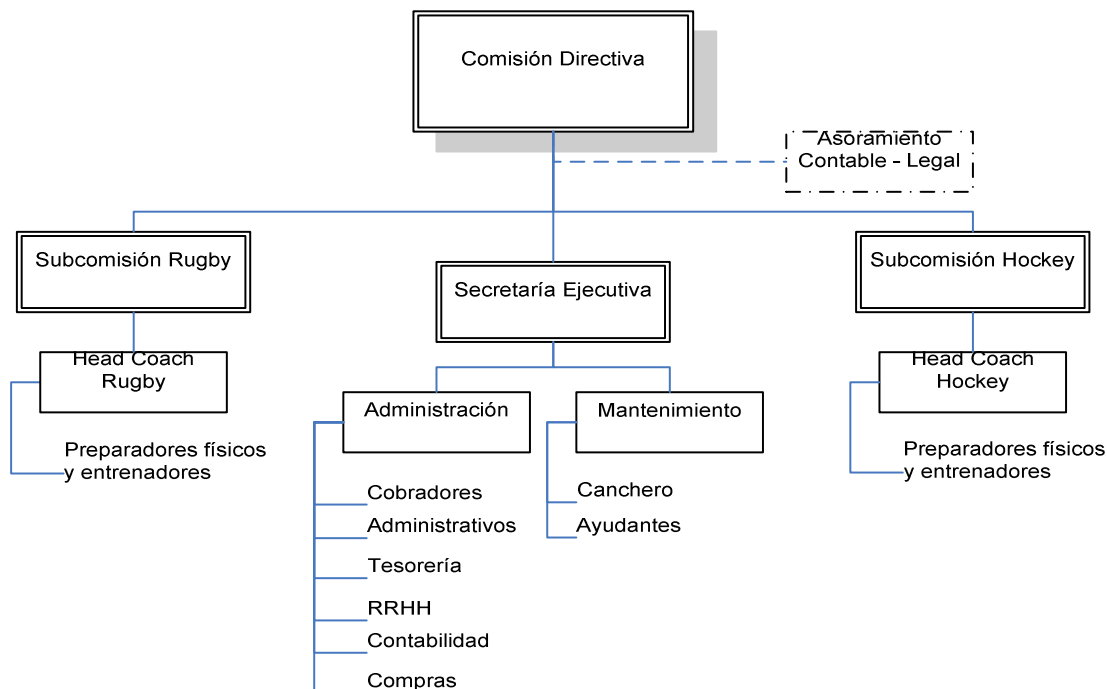 Comisión Directiva
Asoramiento
Contable - Legal
Subcomisión Rugby
Secretaría Ejecutiva
Subcomisión Hockey
Head Coach
Rugby
Head Coach
Hockey
Administración
Mantenimiento
Preparadores físicos
y entrenadores
Preparadores físicos
y entrenadores
Cobradores
Administrativos
Tesorería
RRHH
Contabilidad
Compras
Canchero
Ayudantes